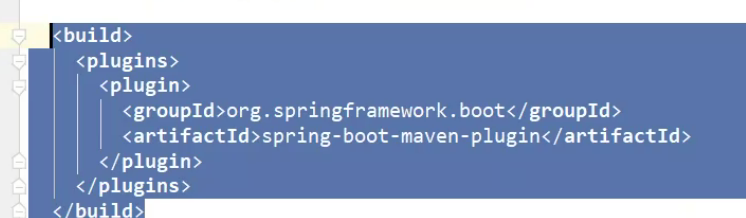 <build>
<plugins>
<plugin>
<groupId>org.springframework.boot</groupId>
<artifactId>spring-boot-maven-plugin</artifactId>
</plugin>
</plugins>
</build>